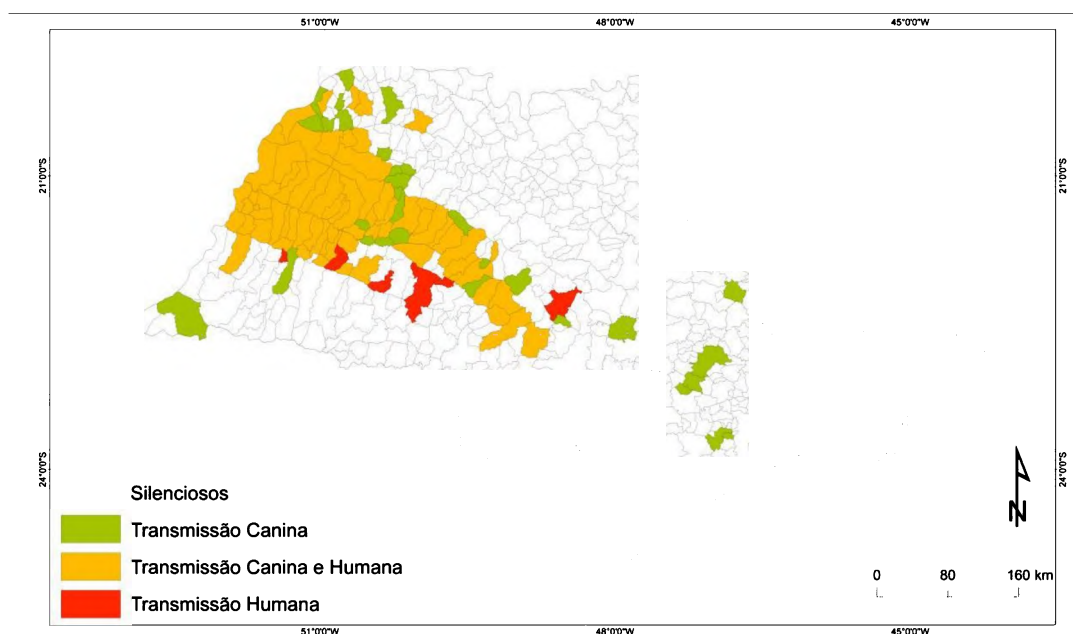 51°0'0"W 48°0'0"W 45°0'0"W
21°0'0"S 21°0'0"S
24°0'0"S 24°0'0"S
Silenciosos
Transmissão Canina
Transmissão Canina e Humana
Transmissão Humana
N
0 80 160 km
51°0'0"W 48°0'0"W 45°0'0"W